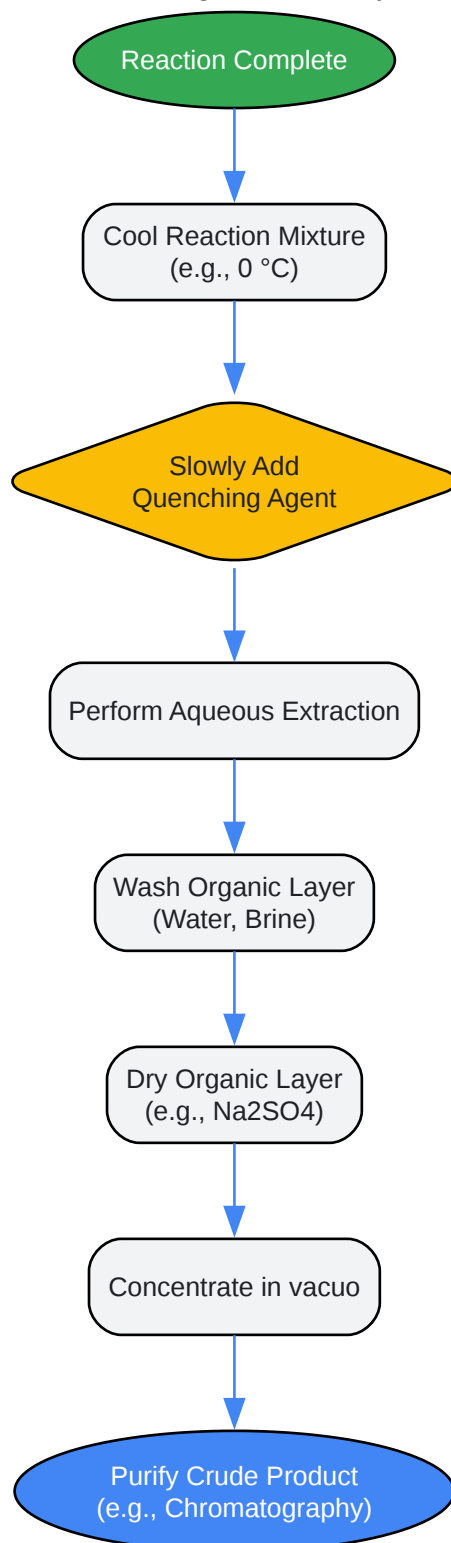 Reaction Complete
Cool Reaction Mixture
(e.g., 0 °C)
Slowly Add
Quenching Agent
Perform Aqueous Extraction
Wash Organic Layer
(Water, Brine)
Dry Organic Layer
(e.g., Na2SO4)
Concentrate in vacuo
Purify Crude Product
(e.g., Chromatography)